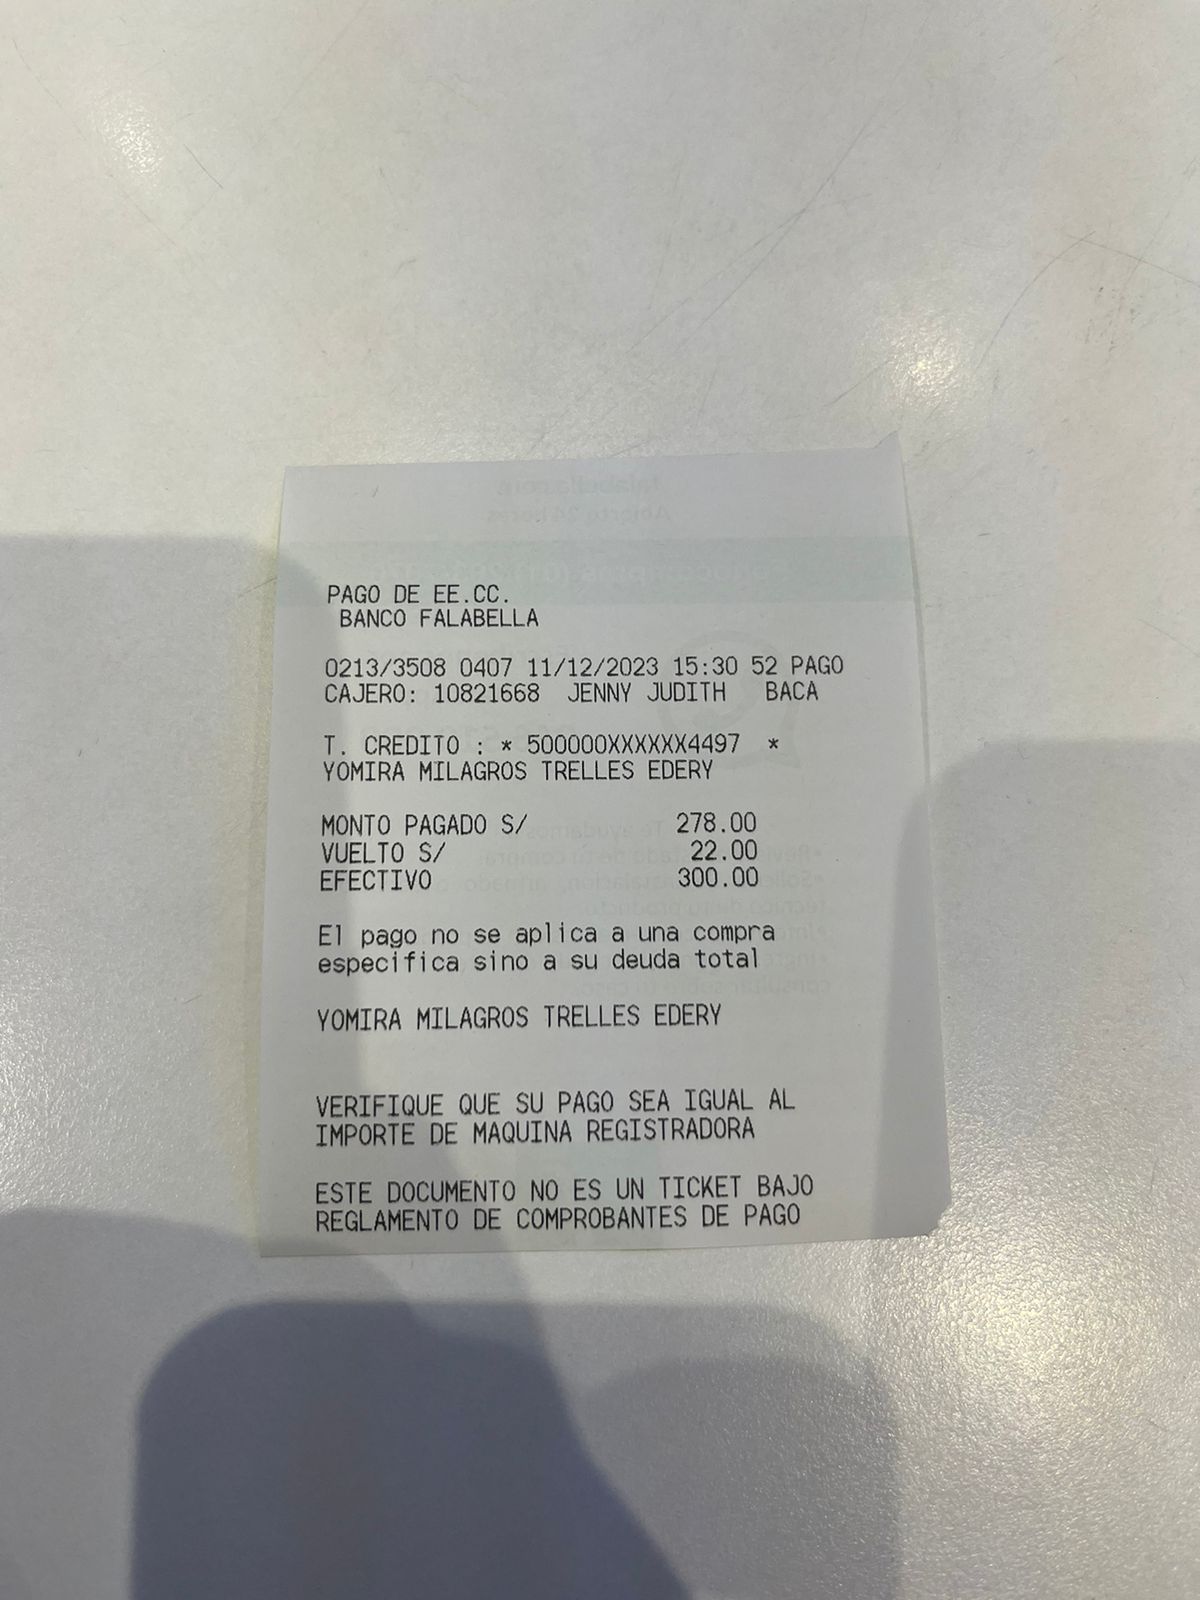 PAGO DE EE.CC.
BANCO FALABELLA
0213/3508 0407 11/12/2023 15:30 52 PAGO
CAJERO: 10821668 JENNY JUDITH BACA
T. CREDITO : * 500000XXXXXX4497 *
YOMIRA MILAGROS TRELLES EDERY
MONTO PAGADO S/ 278.00
VUELTO S/ 22.00
EFECTIVO 300.00
El pago no se aplica a una compra
especifica sino a su deuda total
YOMIRA MILAGROS TRELLES EDERY
VERIFIQUE QUE SU PAGO SEA IGUAL AL
IMPORTE DE MAQUINA REGISTRADORA
ESTE DOCUMENTO NO ES UN TICKET BAJO
REGLAMENTO DE COMPROBANTES DE PAGO